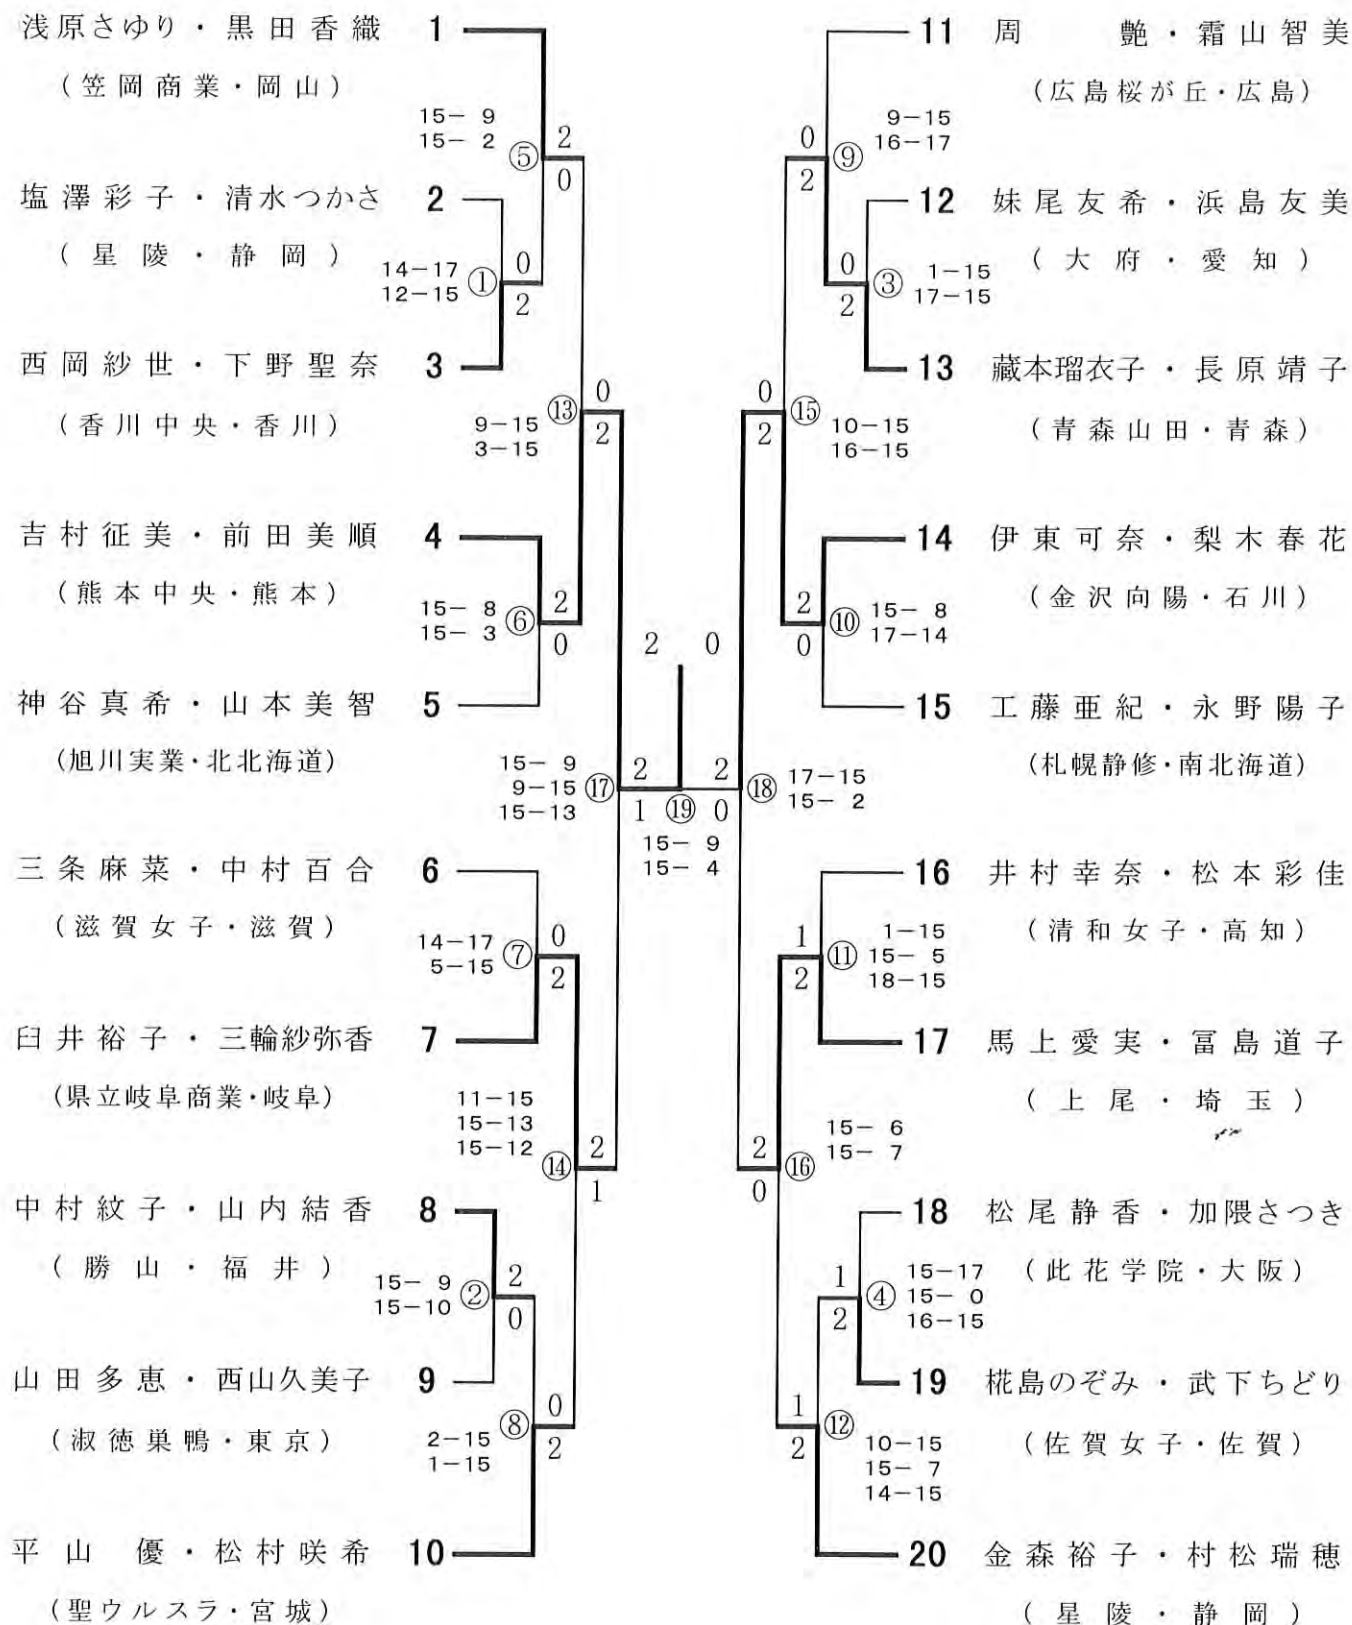 浅原さゆり・黒田香織 1
(笠岡商業・岡山)
15－ 9
15－ 2
⑤
2
0
塩澤彩子・清水つかさ 2
(星陵・静岡)
14－17
12－15
①
0
2
西岡紗世・下野聖奈 3
(香川中央・香川)
9－15
3－15
⑬
0
2
吉村征美・前田美順 4
(熊本中央・熊本)
15－ 8
15－ 3
⑥
2
0
神谷真希・山本美智 5
(旭川実業・北北海道)
15－ 9
9－15
15－13
⑰
2
1
三条麻菜・中村百合 6
(滋賀女子・滋賀)
14－17
5－15
⑦
0
2
臼井裕子・三輪紗弥香 7
(県立岐阜商業・岐阜)
11－15
15－13
15－12
⑭
2
1
中村紋子・山内結香 8
(勝山・福井)
15－ 9
15－10
②
2
0
山田多恵・西山久美子 9
(淑徳巣鴨・東京)
2－15
1－15
⑧
0
2
平山 優・松村咲希 10
(聖ウルスラ・宮城)
2 0
⑲
15－ 9
15－ 4
11 周 艶・霜山智美
(広島桜が丘・広島)
0
2
⑨
9－15
16－17
12 妹尾友希・浜島友美
(大府・愛知)
0
2
③
1－15
17－15
13 藏本瑠衣子・長原靖子
(青森山田・青森)
0
2
⑮
10－15
16－15
14 伊東可奈・梨木春花
(金沢向陽・石川)
2
0
⑩
15－ 8
17－14
15 工藤亜紀・永野陽子
(札幌静修・南北海道)
2
0
⑱
17－15
15－ 2
16 井村幸奈・松本彩佳
(清和女子・高知)
1
2
⑪
1－15
15－ 5
18－15
17 馬上愛実・冨島道子
(上尾・埼玉)
2
0
⑯
15－ 6
15－ 7
18 松尾静香・加隈さつき
(此花学院・大阪)
1
2
④
15－17
15－ 0
16－15
19 椛島のぞみ・武下ちどり
(佐賀女子・佐賀)
1
2
⑫
10－15
15－ 7
14－15
20 金森裕子・村松瑞穂
(星陵・静岡)